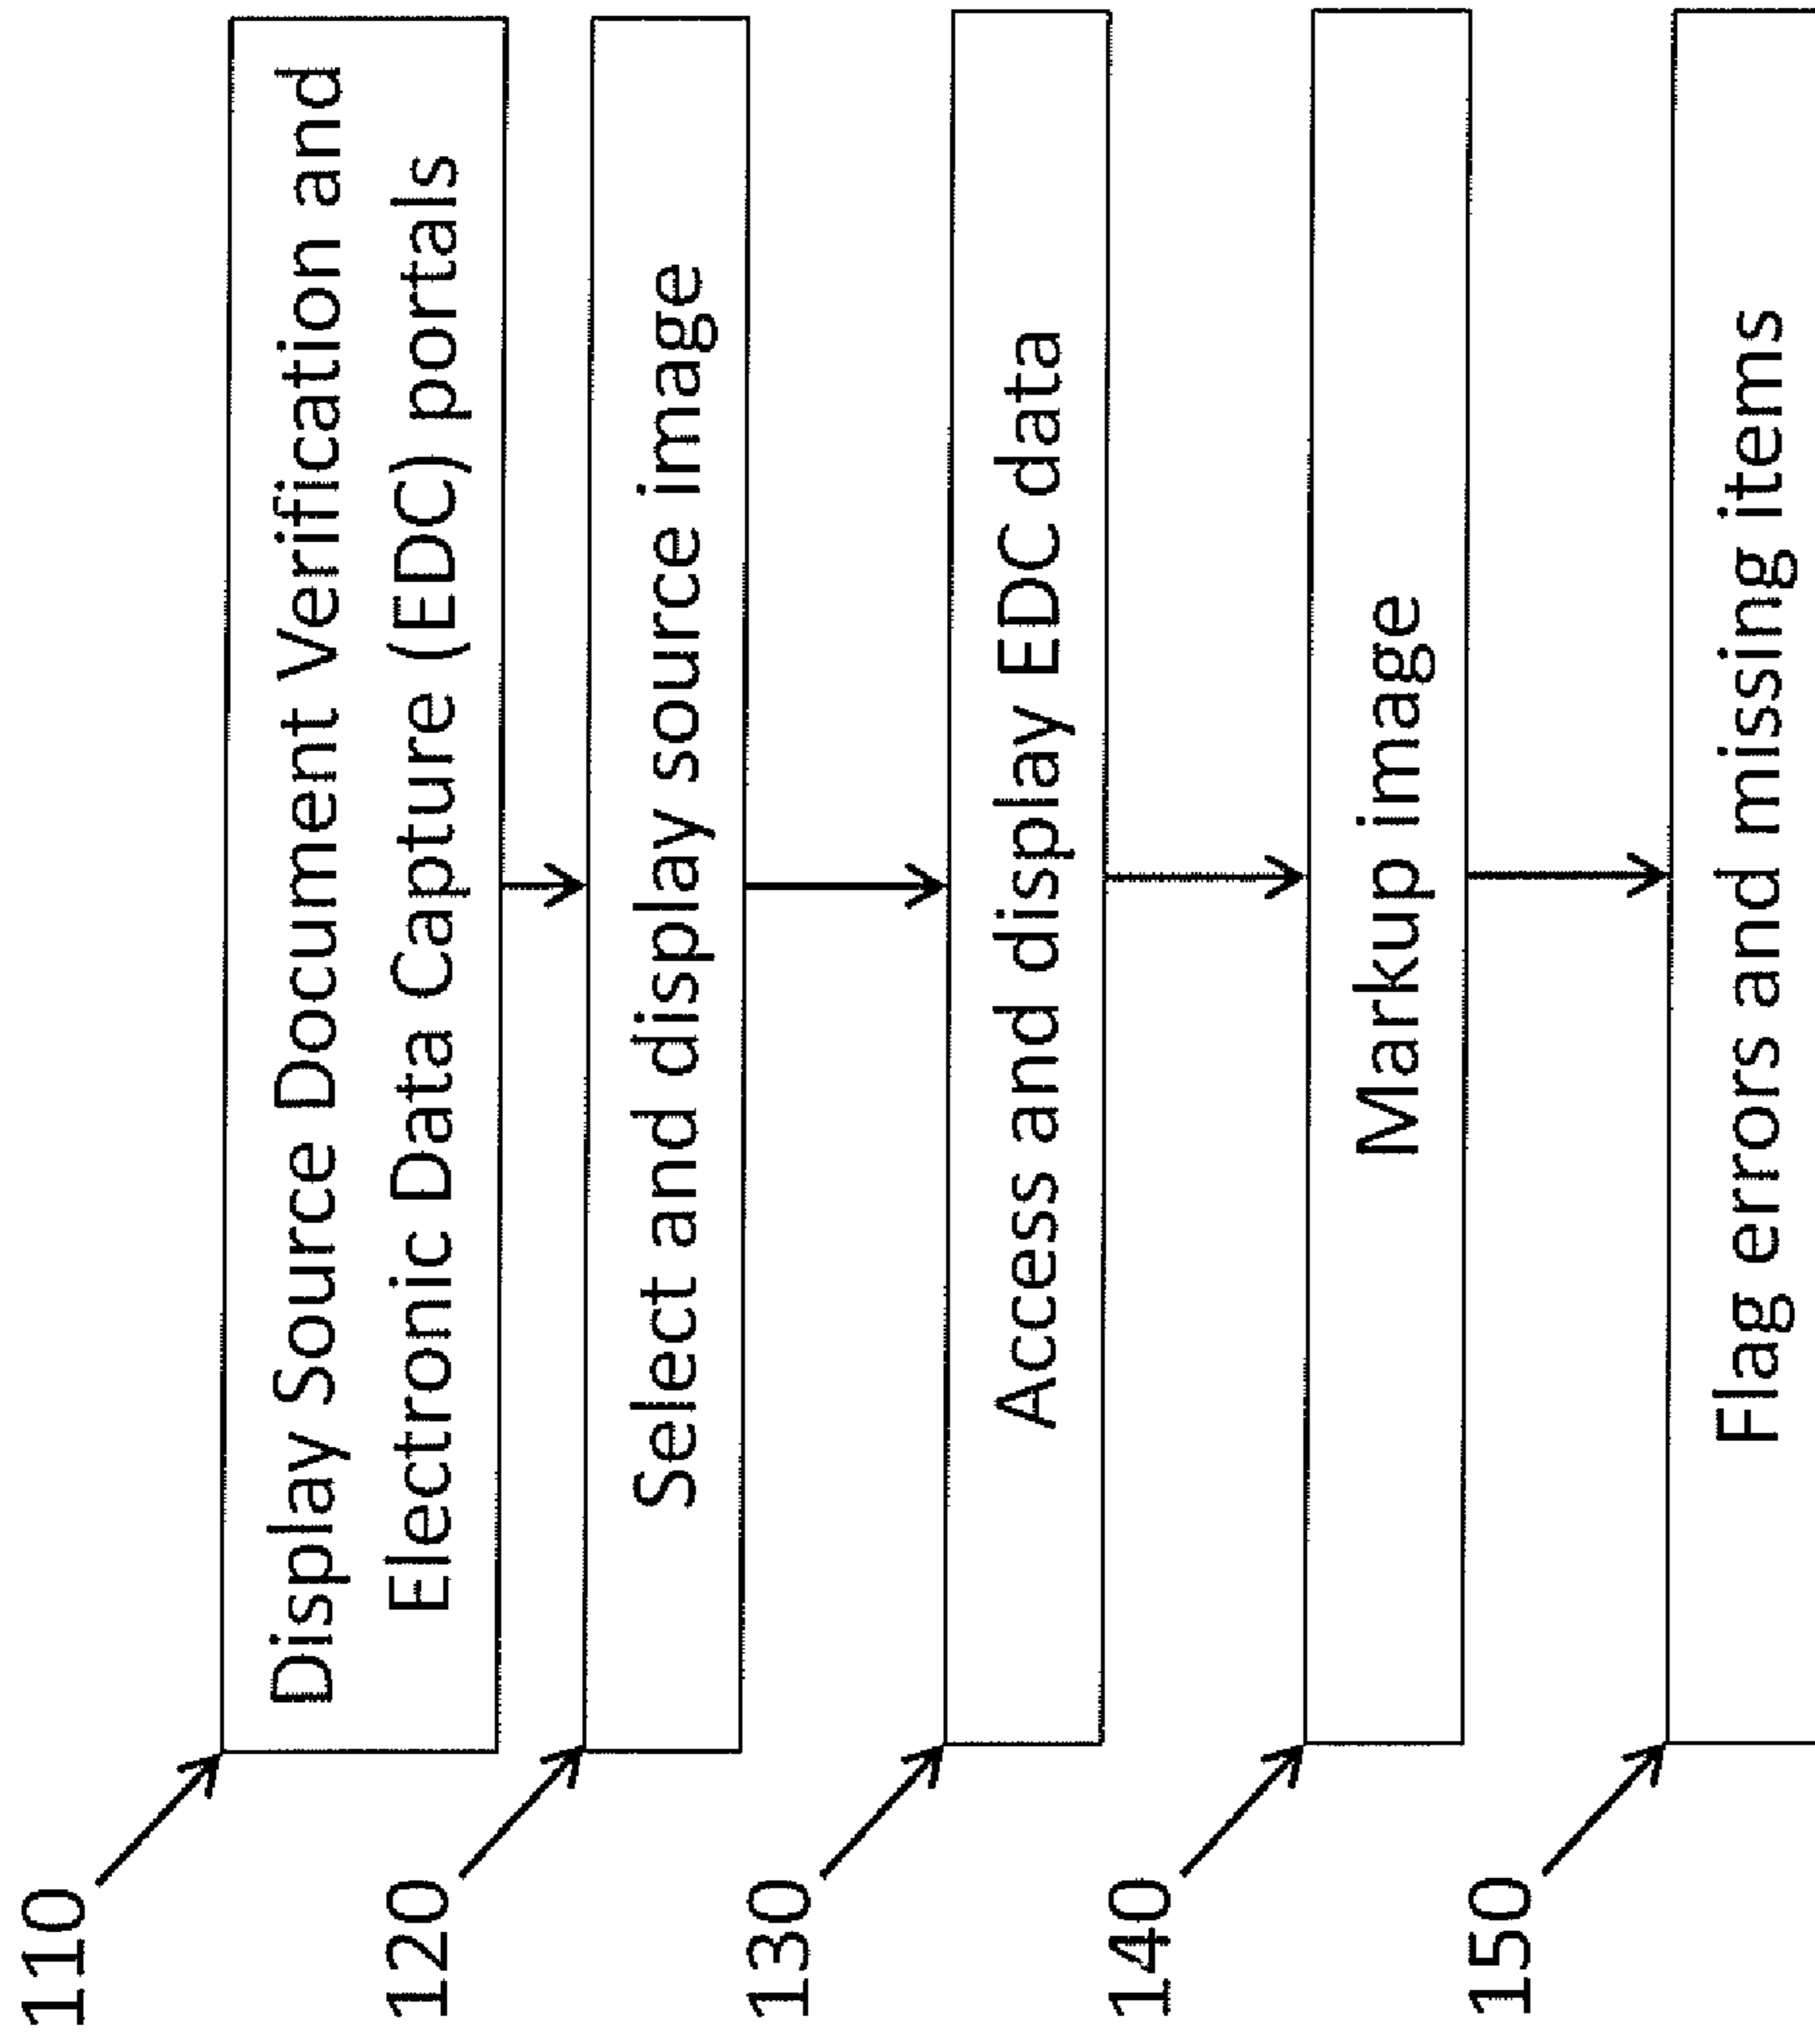 110
Display Source Document Verification and
Electronic Data Capture (EDC) portals
120
Select and display source image
130
Access and display EDC data
140
Markup image
150
Flag errors and missing items